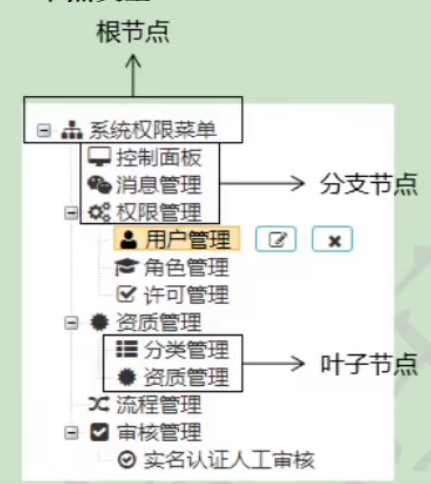 根节点
系统权限菜单
控制面板
消息管理
分支节点
权限管理
用户管理
角色管理
许可管理
资质管理
分类管理
叶子节点
资质管理
流程管理
审核管理
实名认证人工审核